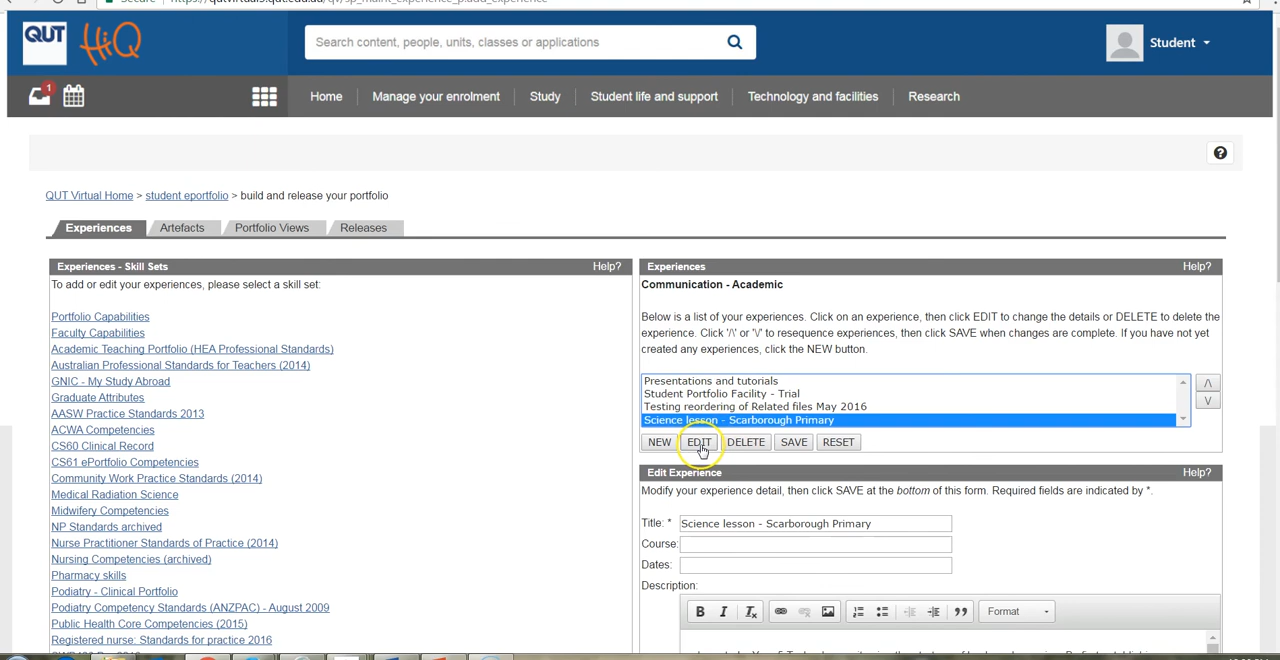 QUT HiQ
Search content, people, units, classes or applications
Student
1
Home
Manage your enrolment
Study
Student life and support
Technology and facilities
Research
QUT Virtual Home > student eportfolio > build and release your portfolio
Experiences
Artefacts
Portfolio Views
Releases
Experiences - Skill Sets
Help?
To add or edit your experiences, please select a skill set:
Portfolio Capabilities
Faculty Capabilities
Academic Teaching Portfolio (HEA Professional Standards)
Australian Professional Standards for Teachers (2014)
GNIC - My Study Abroad
Graduate Attributes
AASW Practice Standards 2013
ACWA Competencies
CS60 Clinical Record
CS61 ePortfolio Competencies
Community Work Practice Standards (2014)
Medical Radiation Science
Midwifery Competencies
NP Standards archived
Nurse Practitioner Standards of Practice (2014)
Nursing Competencies (archived)
Pharmacy skills
Podiatry - Clinical Portfolio
Podiatry Competency Standards (ANZPAC) - August 2009
Public Health Core Competencies (2015)
Registered nurse: Standards for practice 2016
Experiences
Help?
Communication - Academic
Below is a list of your experiences. Click on an experience, then click EDIT to change the details or DELETE to delete the
experience. Click '/\' or '\/' to resequence experiences, then click SAVE when changes are complete. If you have not yet
created any experiences, click the NEW button.
Presentations and tutorials
Student Portfolio Facility - Trial
Testing reordering of Related files May 2016
Science lesson - Scarborough Primary
/\
\/
NEW
EDIT
DELETE
SAVE
RESET
Edit Experience
Help?
Modify your experience detail, then click SAVE at the bottom of this form. Required fields are indicated by *.
Title: * Science lesson - Scarborough Primary
Course:
Dates:
Description:
B I Tx
Format